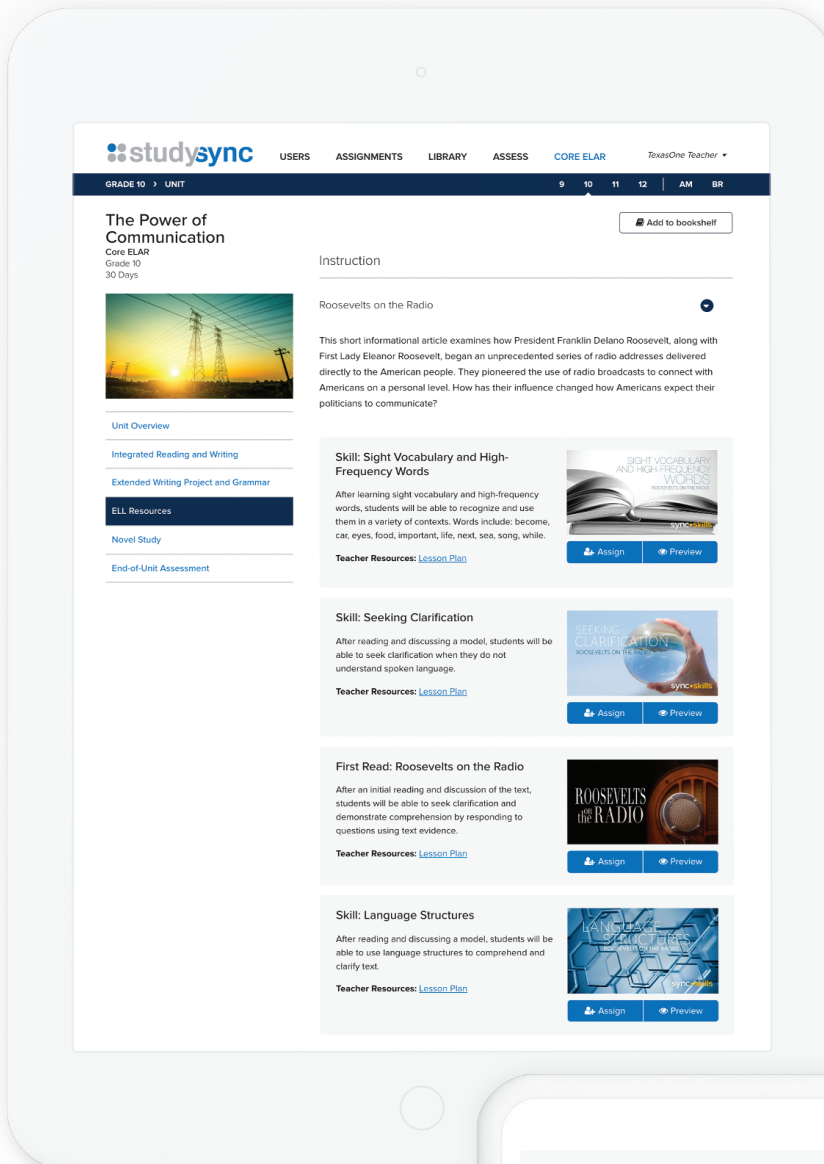 studysync
USERS ASSIGNMENTS LIBRARY ASSESS CORE ELAR TexasOne Teacher
GRADE 10 > UNIT 9 10 11 12 | AM BR
The Power of
Communication
Core ELAR
Grade 10
30 Days
Unit Overview
Integrated Reading and Writing
Extended Writing Project and Grammar
ELL Resources
Novel Study
End-of-Unit Assessment
Add to bookshelf
Instruction
Roosevelts on the Radio
This short informational article examines how President Franklin Delano Roosevelt, along with
First Lady Eleanor Roosevelt, began an unprecedented series of radio addresses delivered
directly to the American people. They pioneered the use of radio broadcasts to connect with
Americans on a personal level. How has their influence changed how Americans expect their
politicians to communicate?
Skill: Sight Vocabulary and High-
Frequency Words
After learning sight vocabulary and high-frequency
words, students will be able to recognize and use
them in a variety of contexts. Words include: become,
car, eyes, food, important, life, next, sea, song, while.
Teacher Resources: Lesson Plan
SIGHT VOCABULARY
AND HIGH-FREQUENCY
WORDS
ROOSEVELTS ON THE RADIO
sync•skills
Assign Preview
Skill: Seeking Clarification
After reading and discussing a model, students will be
able to seek clarification when they do not
understand spoken language.
Teacher Resources: Lesson Plan
SEEKING
CLARIFICATION
ROOSEVELTS ON THE RADIO
sync•skills
Assign Preview
First Read: Roosevelts on the Radio
After an initial reading and discussion of the text,
students will be able to seek clarification and
demonstrate comprehension by responding to
questions using text evidence.
Teacher Resources: Lesson Plan
ROOSEVELTS
on the RADIO
Assign Preview
Skill: Language Structures
After reading and discussing a model, students will be
able to use language structures to comprehend and
clarify text.
Teacher Resources: Lesson Plan
LANGUAGE
STRUCTURES
ROOSEVELTS ON THE RADIO
sync•skills
Assign Preview